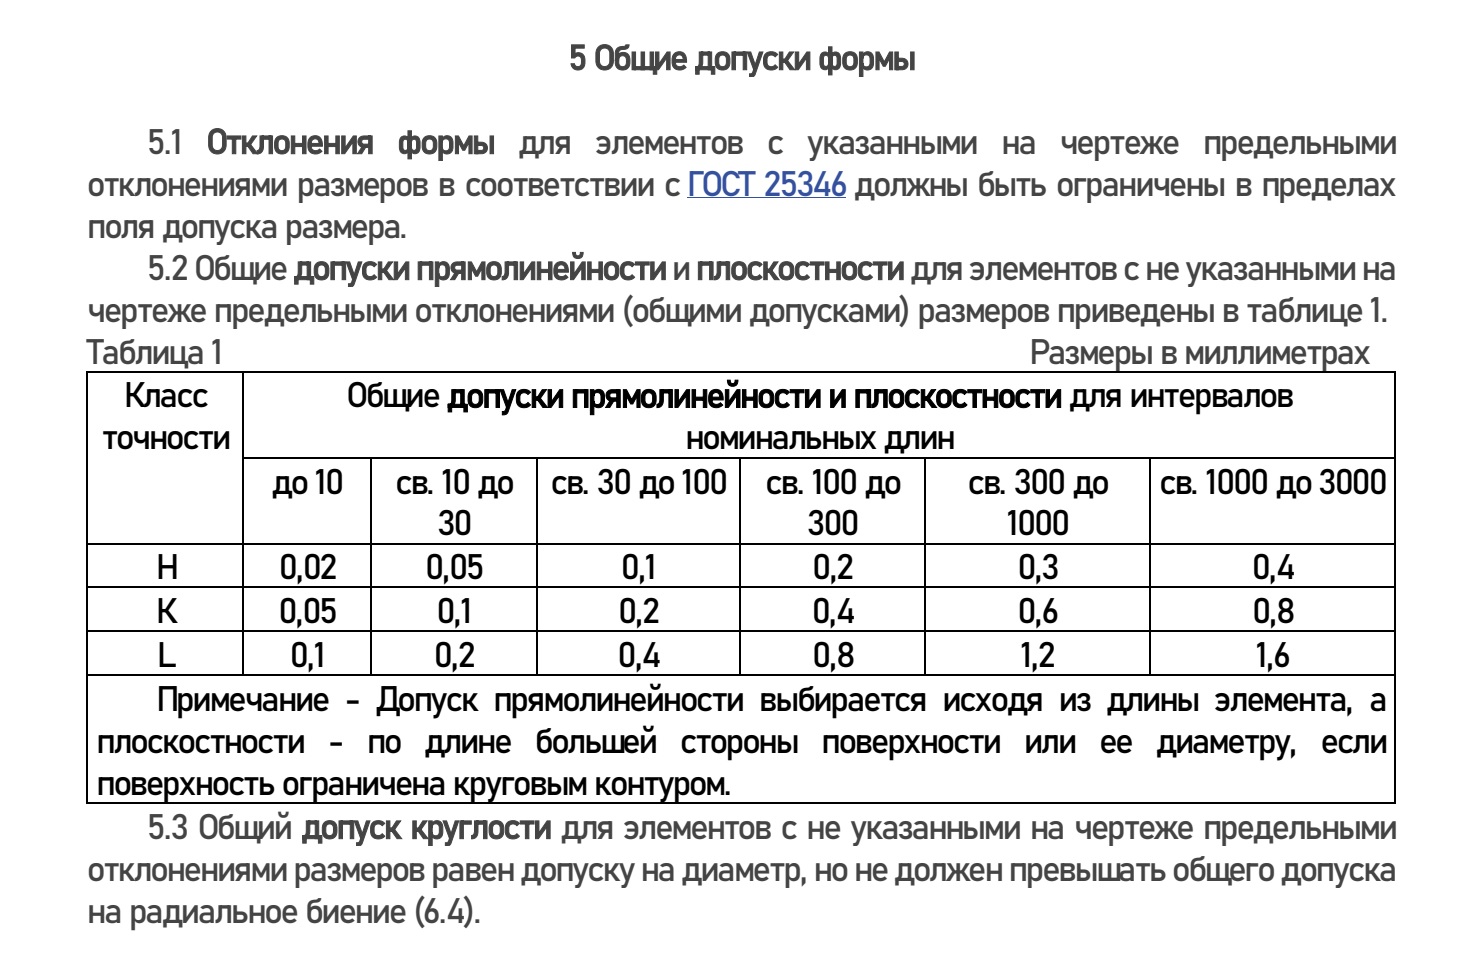 5 Общие допуски формы
5.1 Отклонения формы для элементов с указанными на чертеже предельными
отклонениями размеров в соответствии с ГОСТ 25346 должны быть ограничены в пределах
поля допуска размера.
5.2 Общие допуски прямолинейности и плоскостности для элементов с не указанными на
чертеже предельными отклонениями (общими допусками) размеров приведены в таблице 1.
Таблица 1 Размеры в миллиметрах
Класс точности
Общие допуски прямолинейности и плоскостности для интервалов
номинальных длин
до 10 св. 10 до 30 св. 30 до 100 св. 100 до 300 св. 300 до 1000 св. 1000 до 3000
H 0,02 0,05 0,1 0,2 0,3 0,4
K 0,05 0,1 0,2 0,4 0,6 0,8
L 0,1 0,2 0,4 0,8 1,2 1,6
Примечание - Допуск прямолинейности выбирается исходя из длины элемента, а
плоскостности - по длине большей стороны поверхности или ее диаметру, если
поверхность ограничена круговым контуром.
5.3 Общий допуск круглости для элементов с не указанными на чертеже предельными
отклонениями размеров равен допуску на диаметр, но не должен превышать общего допуска
на радиальное биение (6.4).